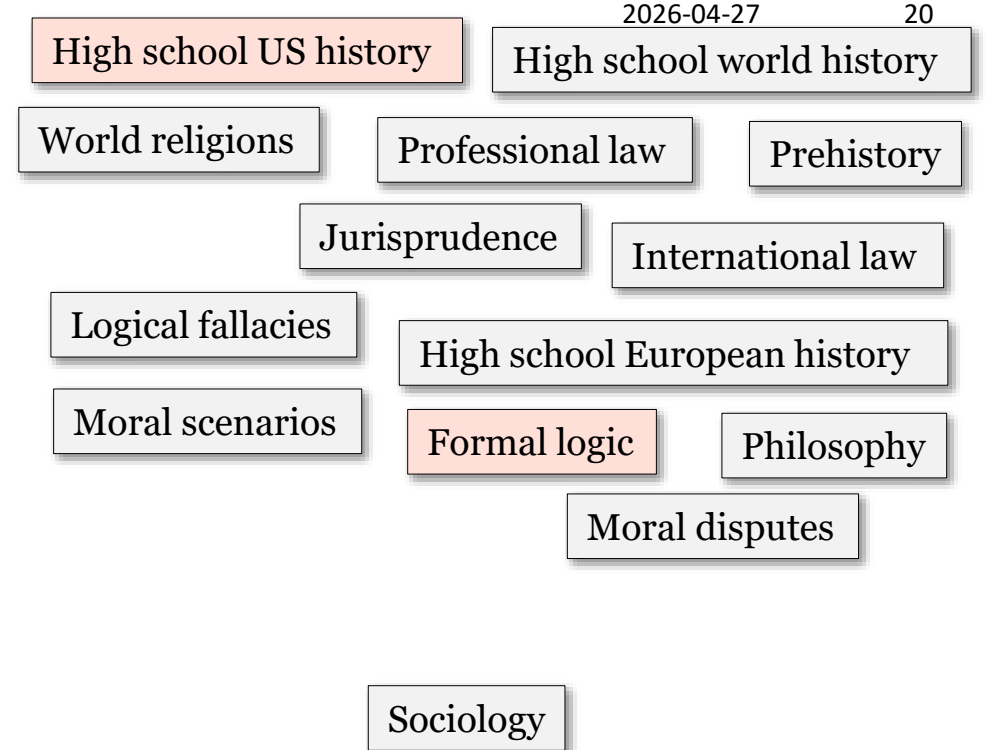 2026-04-27 20
High school US history
High school world history
World religions
Professional law
Prehistory
Jurisprudence
International law
Logical fallacies
High school European history
Moral scenarios
Formal logic
Philosophy
Moral disputes
Sociology